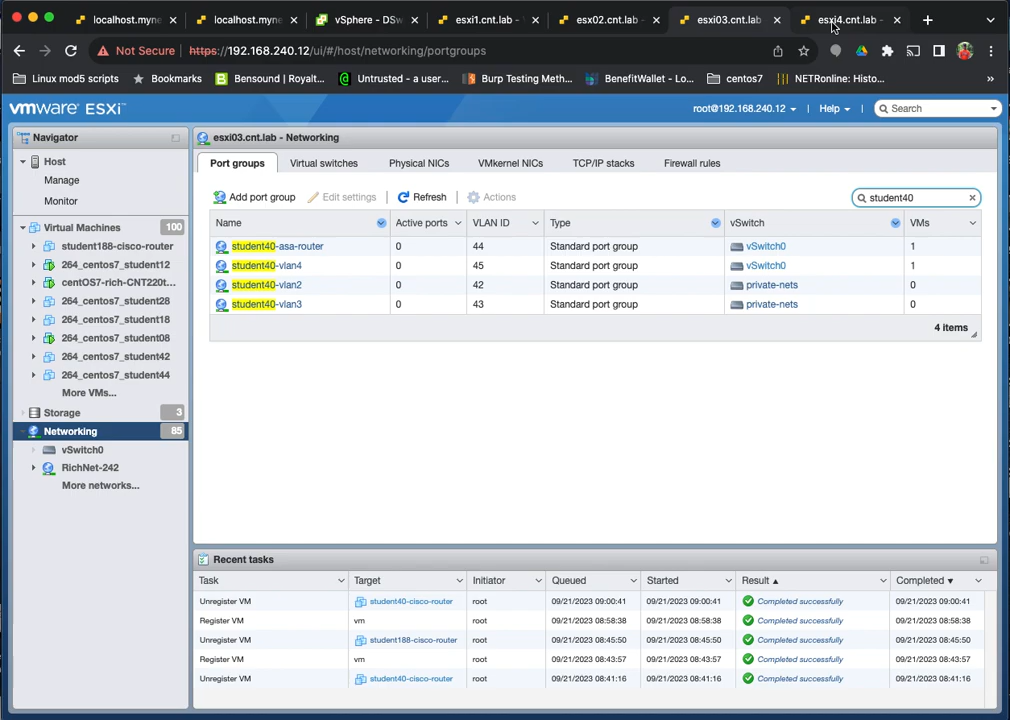 localhost.myne
localhost.myne
vSphere - DSw
esxi1.cnt.lab -
esx02.cnt.lab -
esxi03.cnt.lab
esxi4.cnt.lab -
Not Secure
https://192.168.240.12/ui/#/host/networking/portgroups
Linux mod5 scripts
Bookmarks
Bensound | Royalt...
Untrusted - a user...
Burp Testing Meth...
BenefitWallet - Lo...
centos7
NETRonline: Histo...
»
vmware ESXi™
root@192.168.240.12
Help
Search
Navigator
Host
Manage
Monitor
Virtual Machines 100
student188-cisco-router
264_centos7_student12
centOS7-rich-CNT220t...
264_centos7_student28
264_centos7_student18
264_centos7_student08
264_centos7_student42
264_centos7_student44
More VMs...
Storage 3
Networking 85
vSwitch0
RichNet-242
More networks...
esxi03.cnt.lab - Networking
Port groups Virtual switches Physical NICs VMkernel NICs TCP/IP stacks Firewall rules
Add port group Edit settings Refresh Actions student40
Name Active ports VLAN ID Type vSwitch VMs
student40-asa-router 0 44 Standard port group vSwitch0 1
student40-vlan4 0 45 Standard port group vSwitch0 1
student40-vlan2 0 42 Standard port group private-nets 0
student40-vlan3 0 43 Standard port group private-nets 0
4 items
Recent tasks
Task Target Initiator Queued Started Result Completed
Unregister VM student40-cisco-router root 09/21/2023 09:00:41 09/21/2023 09:00:41 Completed successfully 09/21/2023 09:00:41
Register VM vm root 09/21/2023 08:58:38 09/21/2023 08:58:38 Completed successfully 09/21/2023 08:58:38
Unregister VM student188-cisco-router root 09/21/2023 08:45:50 09/21/2023 08:45:50 Completed successfully 09/21/2023 08:45:50
Register VM vm root 09/21/2023 08:43:57 09/21/2023 08:43:57 Completed successfully 09/21/2023 08:43:57
Unregister VM student40-cisco-router root 09/21/2023 08:41:16 09/21/2023 08:41:16 Completed successfully 09/21/2023 08:41:16